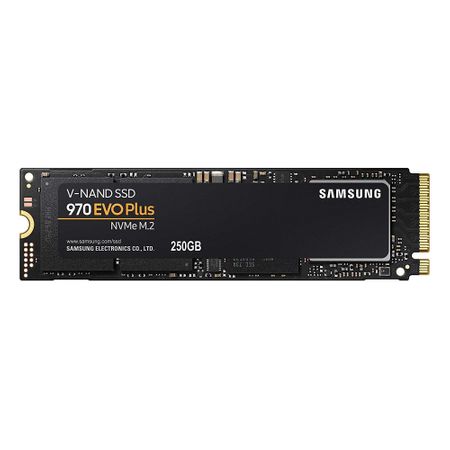 V-NAND SSD
970 EVO Plus
NVMe M.2
www.samsung.com/ssd
SAMSUNG ELECTRONICS CO., LTD.
250GB
SAMSUNG